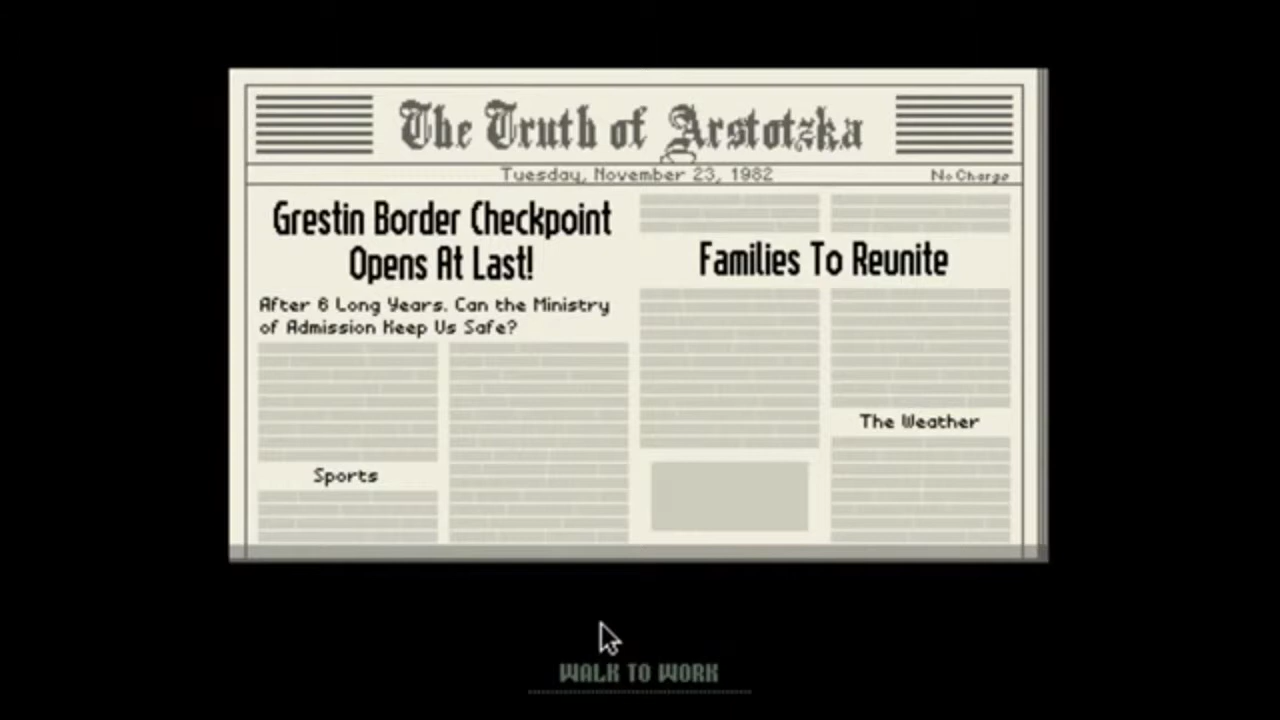 The Truth of Arstotzka
Tuesday, November 23, 1982
No Charge
Grestin Border Checkpoint
Opens At Last!
After 6 Long Years. Can the Ministry
of Admission Keep Us Safe?
Sports
Families To Reunite
The Weather
WALK TO WORK